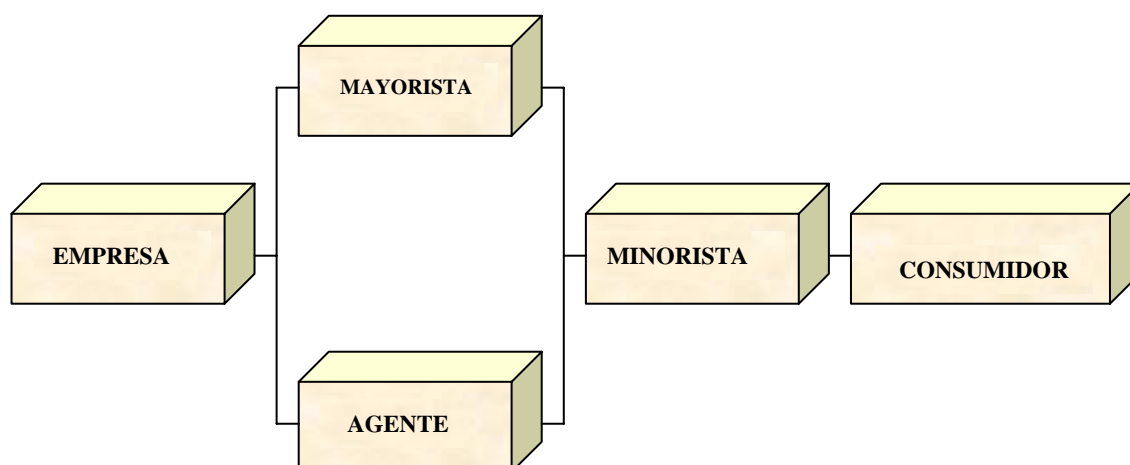 MAYORISTA
EMPRESA
MINORISTA
CONSUMIDOR
AGENTE